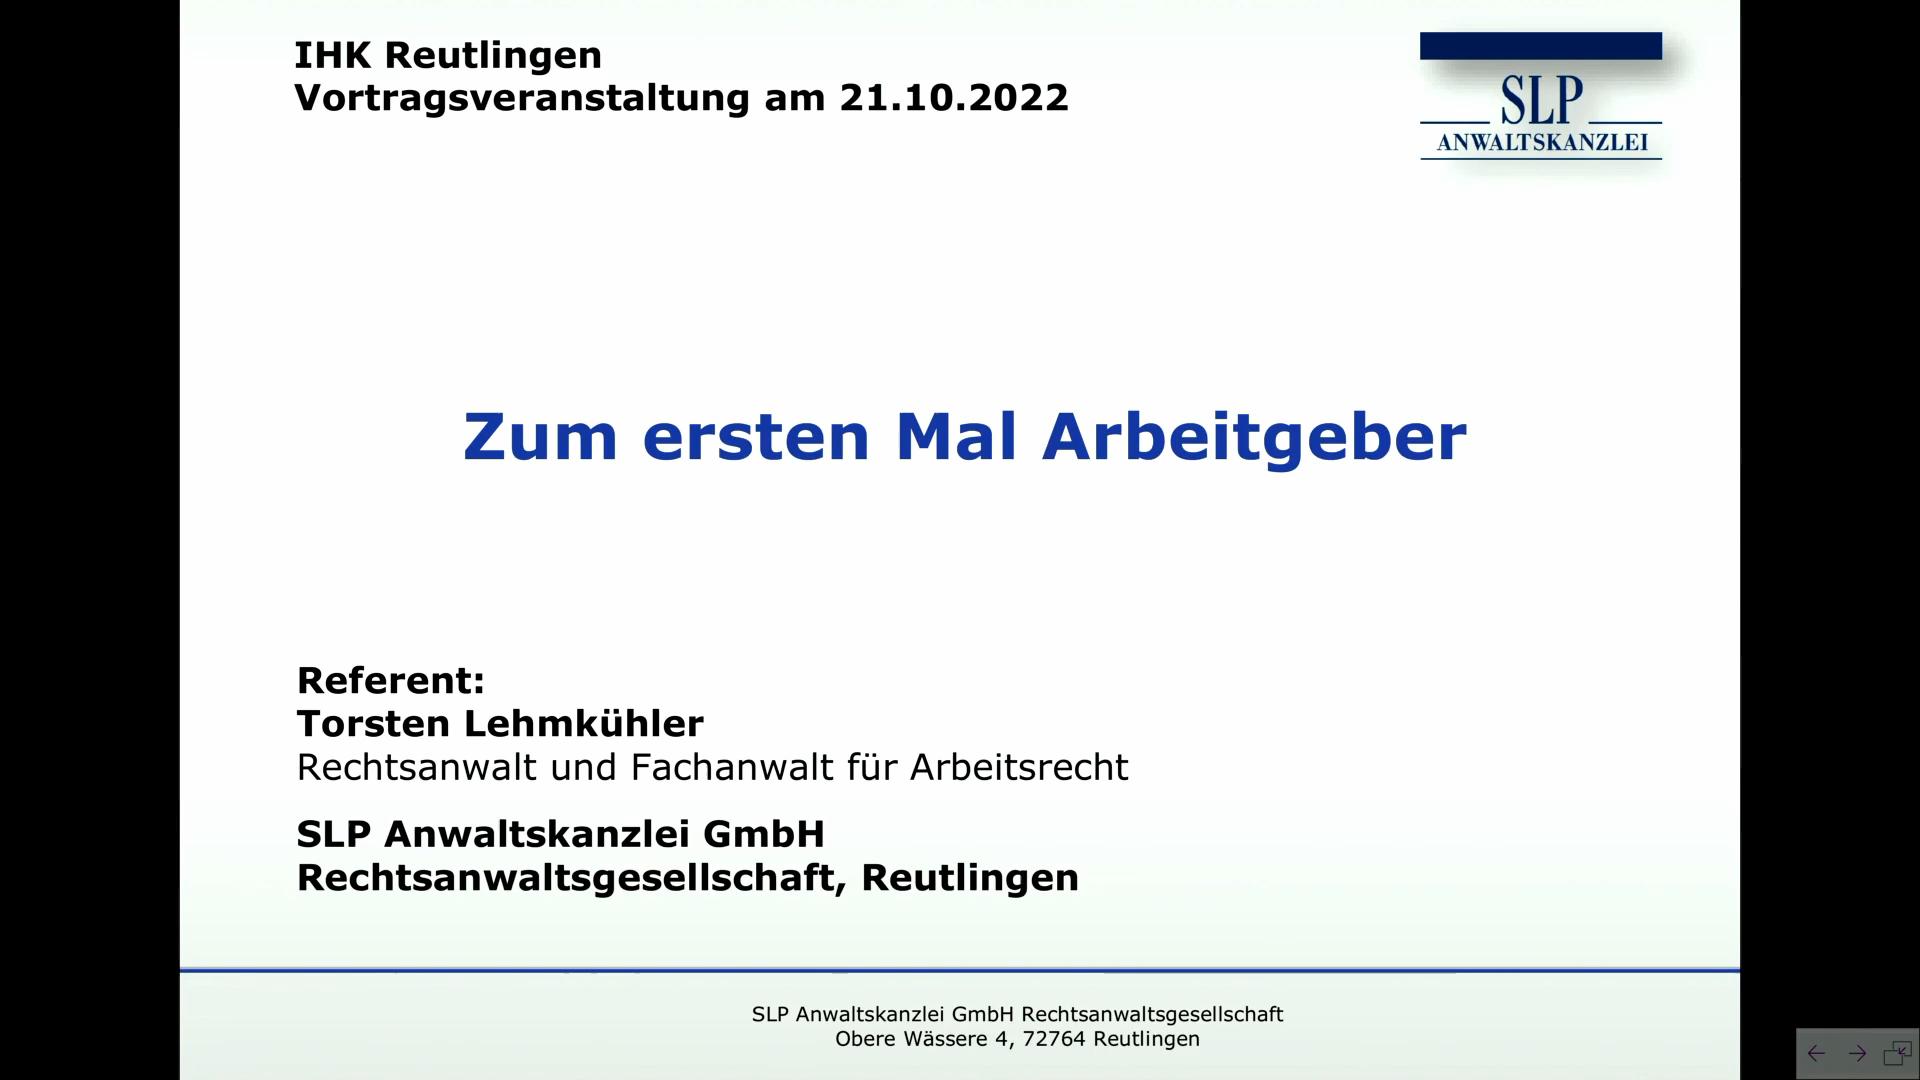 IHK Reutlingen
Vortragsveranstaltung am 21.10.2022
SLP
ANWALTSKANZLEI
Zum ersten Mal Arbeitgeber
Referent:
Torsten Lehmkühler
Rechtsanwalt und Fachanwalt für Arbeitsrecht
SLP Anwaltskanzlei GmbH
Rechtsanwaltsgesellschaft, Reutlingen
SLP Anwaltskanzlei GmbH Rechtsanwaltsgesellschaft
Obere Wässere 4, 72764 Reutlingen